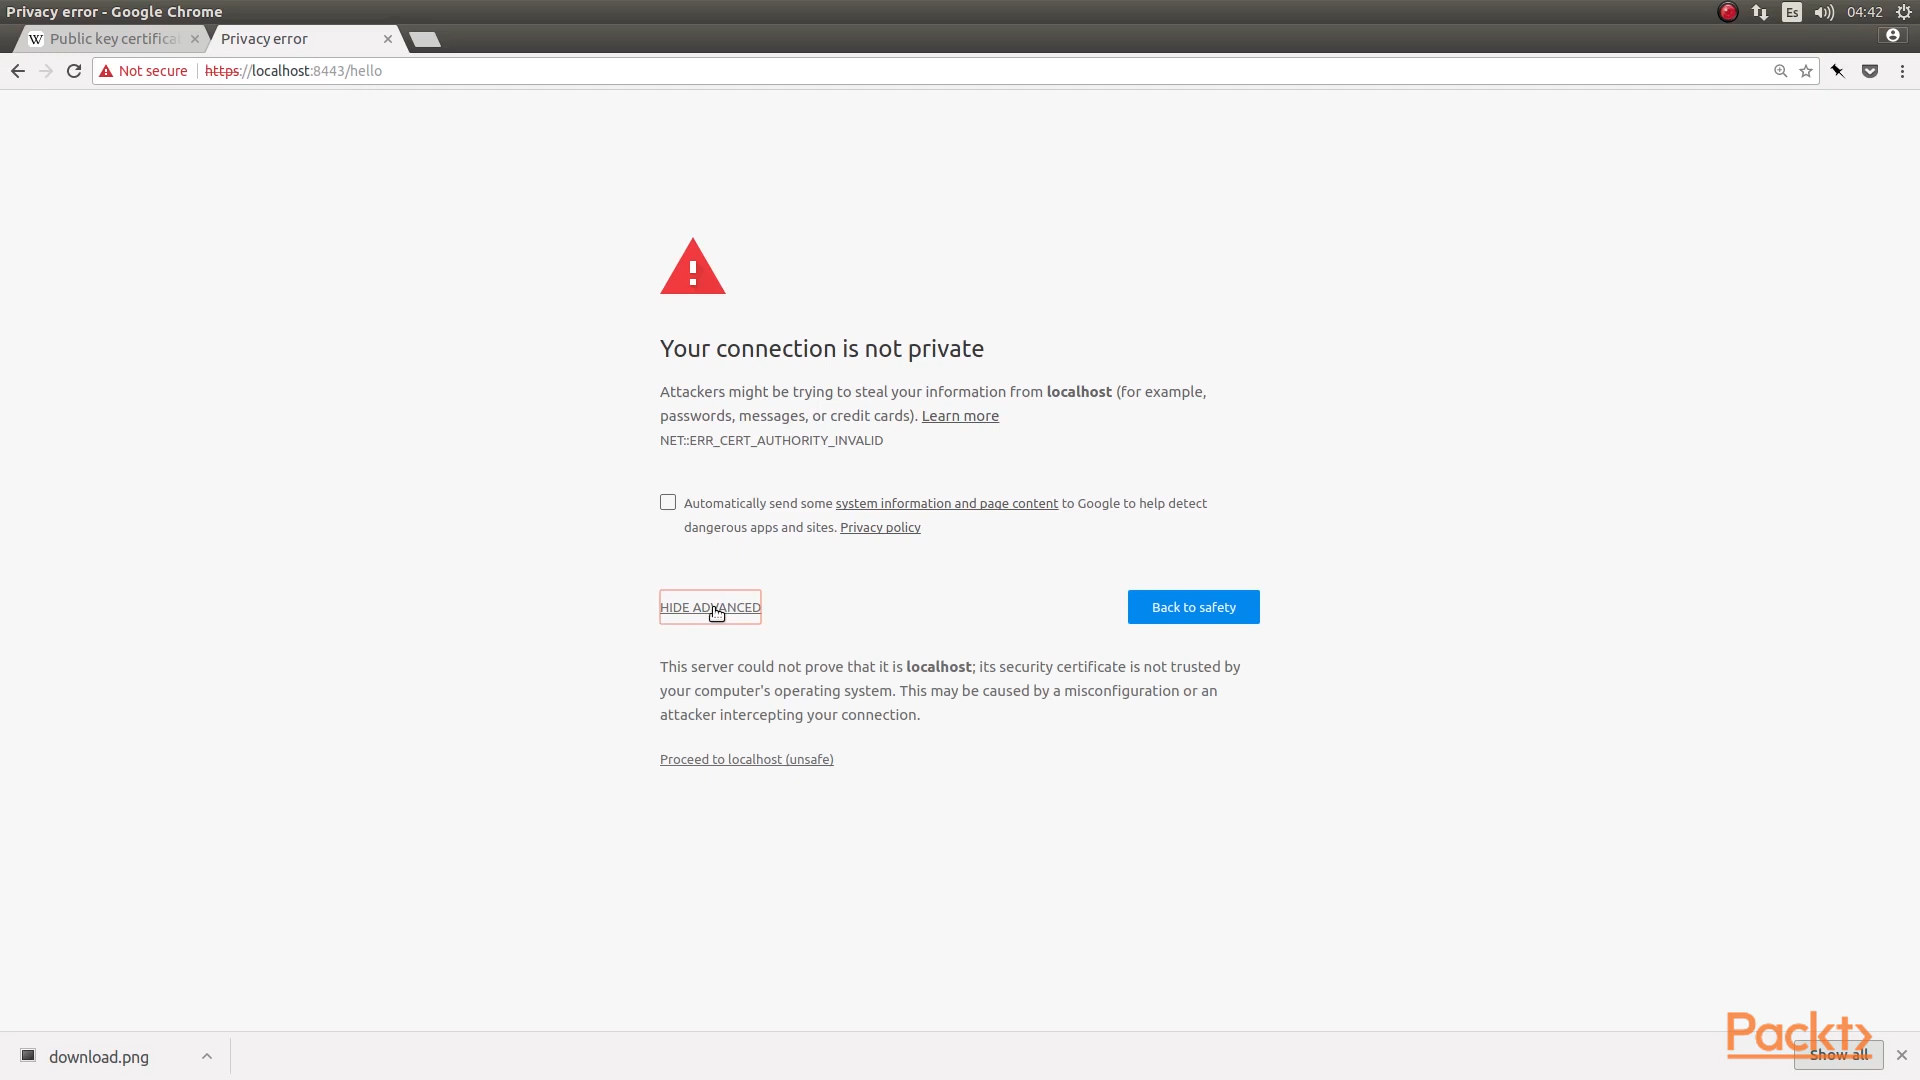 Privacy error - Google Chrome
Es 04:42
W Public key certifica
Privacy error
Not secure https://localhost:8443/hello
Your connection is not private
Attackers might be trying to steal your information from localhost (for example,
passwords, messages, or credit cards). Learn more
NET::ERR_CERT_AUTHORITY_INVALID
Automatically send some system information and page content to Google to help detect
dangerous apps and sites. Privacy policy
HIDE ADVANCED
Back to safety
This server could not prove that it is localhost; its security certificate is not trusted by
your computer's operating system. This may be caused by a misconfiguration or an
attacker intercepting your connection.
Proceed to localhost (unsafe)
download.png
Packt
Show all